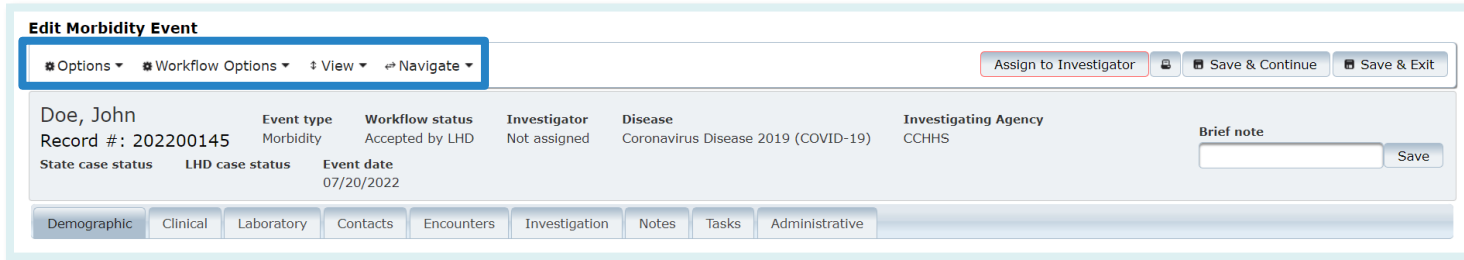 Edit Morbidity Event
Options Workflow Options View Navigate Assign to Investigator Save & Continue Save & Exit
Doe, John Event type Workflow status Investigator Disease Investigating Agency Brief note
Record #: 202200145 Morbidity Accepted by LHD Not assigned Coronavirus Disease 2019 (COVID-19) CCHHS Save
State case status LHD case status Event date
07/20/2022
Demographic Clinical Laboratory Contacts Encounters Investigation Notes Tasks Administrative